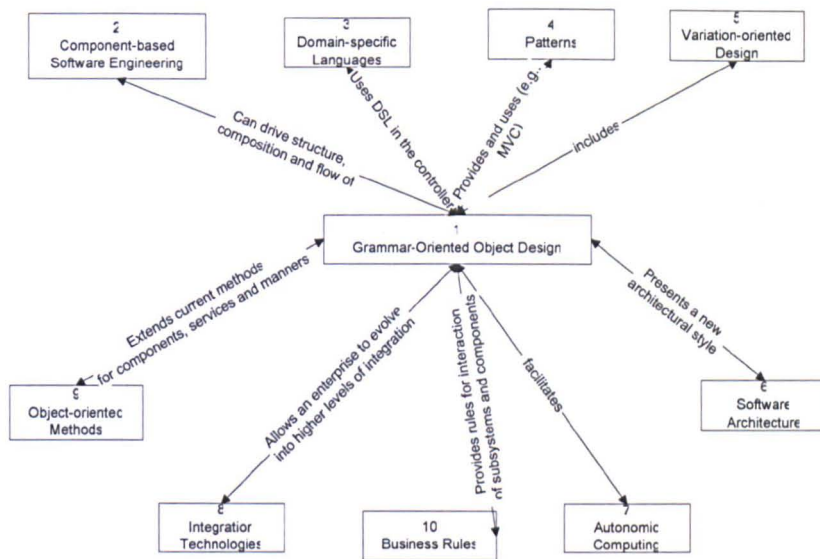 2
Component-based
Software Engineering
3
Domain-specific
Languages
4
Patterns
5
Variation-oriented
Design
Can drive structure,
composition and flow of
Uses DSL in the controller
Provides and uses (e.g..
MVC)
includes
1
Grammar-Oriented Object Design
Extends current methods
for components, services and manners
Allows an enterprise to evolve
into higher levels of integration
Provides rules for interaction
of subsystems and components
facilitates
Presents a new
architectural style
9
Object-oriented
Methods
6
Software
Architecture
8
Integration
Technologies
10
Business Rules
7
Autonomic
Computing